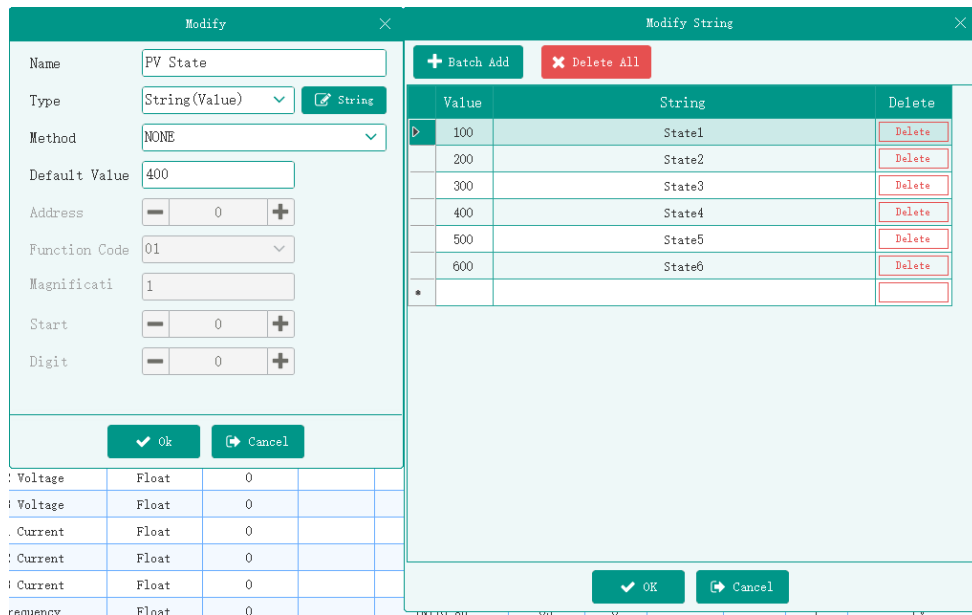 Modify
Name PV State
Type String(Value) String
Method NONE
Default Value 400
Address 0
Function Code 01
Magnificati 1
Start 0
Digit 0
Ok Cancel
Voltage Float 0
Voltage Float 0
Current Float 0
Current Float 0
Current Float 0
requency Float 0
Modify String
Batch Add Delete All
Value String Delete
100 State1 Delete
200 State2 Delete
300 State3 Delete
400 State4 Delete
500 State5 Delete
600 State6 Delete
*
OK Cancel